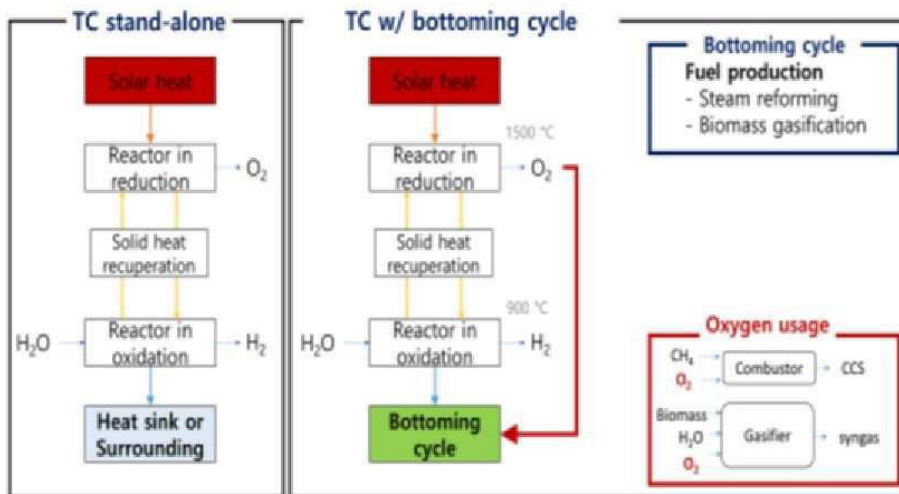 TC stand-alone
Solar heat
Reactor in
reduction
O₂
Solid heat
recuperation
H₂O
Reactor in
oxidation
H₂
Heat sink or
Surrounding
TC w/ bottoming cycle
Solar heat
1500 °C
Reactor in
reduction
O₂
Solid heat
recuperation
900 °C
H₂O
Reactor in
oxidation
H₂
Bottoming
cycle
Bottoming cycle
Fuel production
- Steam reforming
- Biomass gasification
Oxygen usage
CH₄
O₂
Combustor
CCS
Biomass
H₂O
O₂
Gasifier
syngas